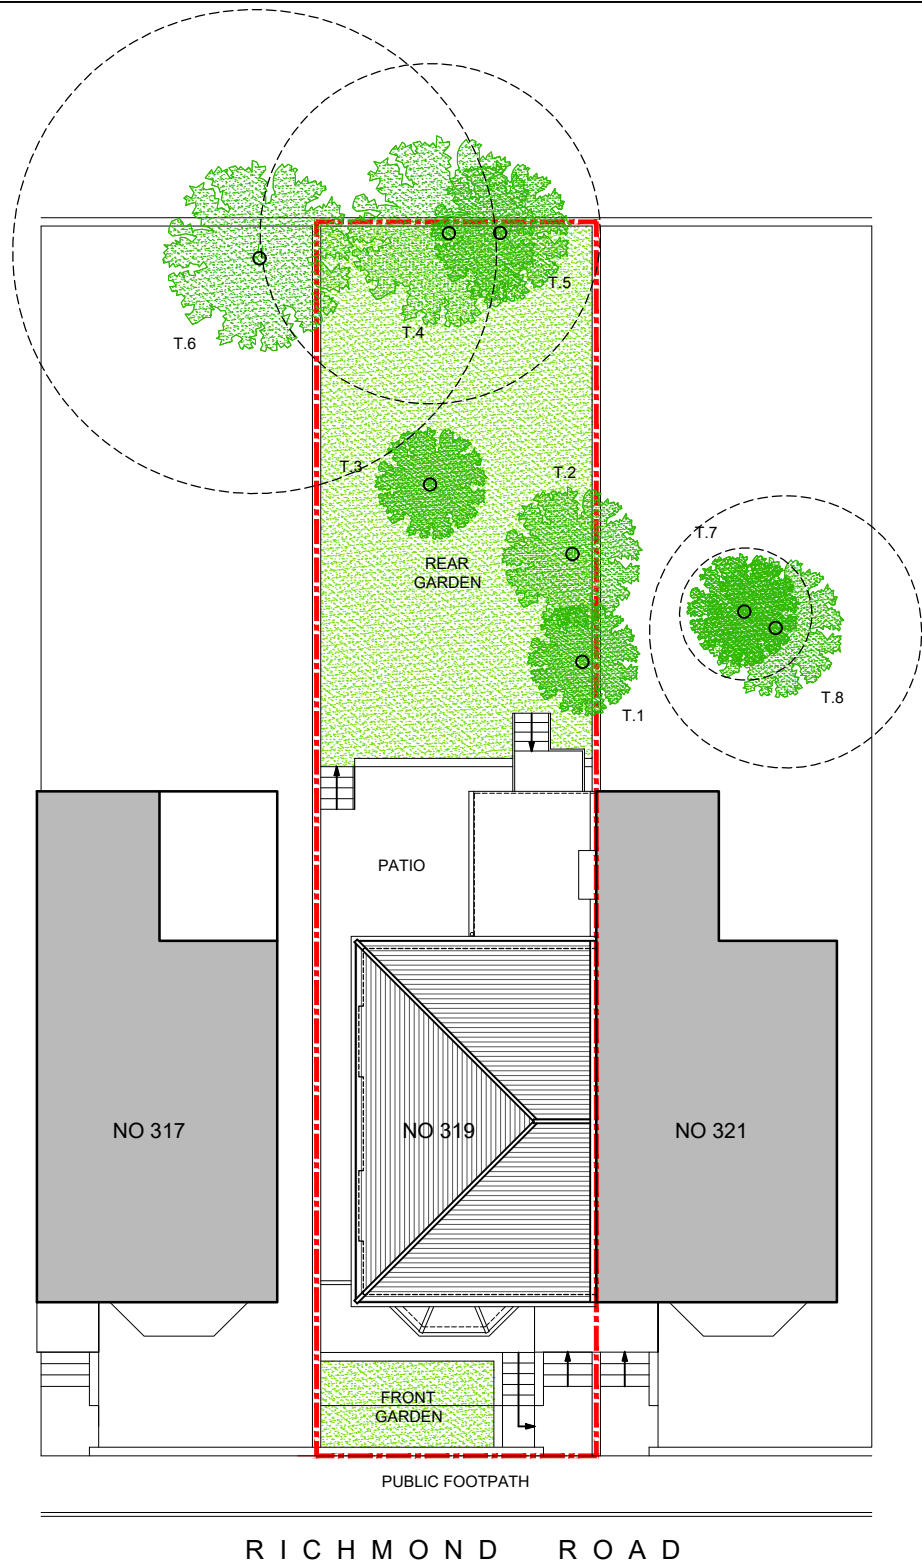 T.5
T.4
T.6
T.3
T.2
T.7
REAR
GARDEN
T.8
T.1
PATIO
NO 317
NO 319
NO 321
FRONT
GARDEN
PUBLIC FOOTPATH
RICHMOND ROAD